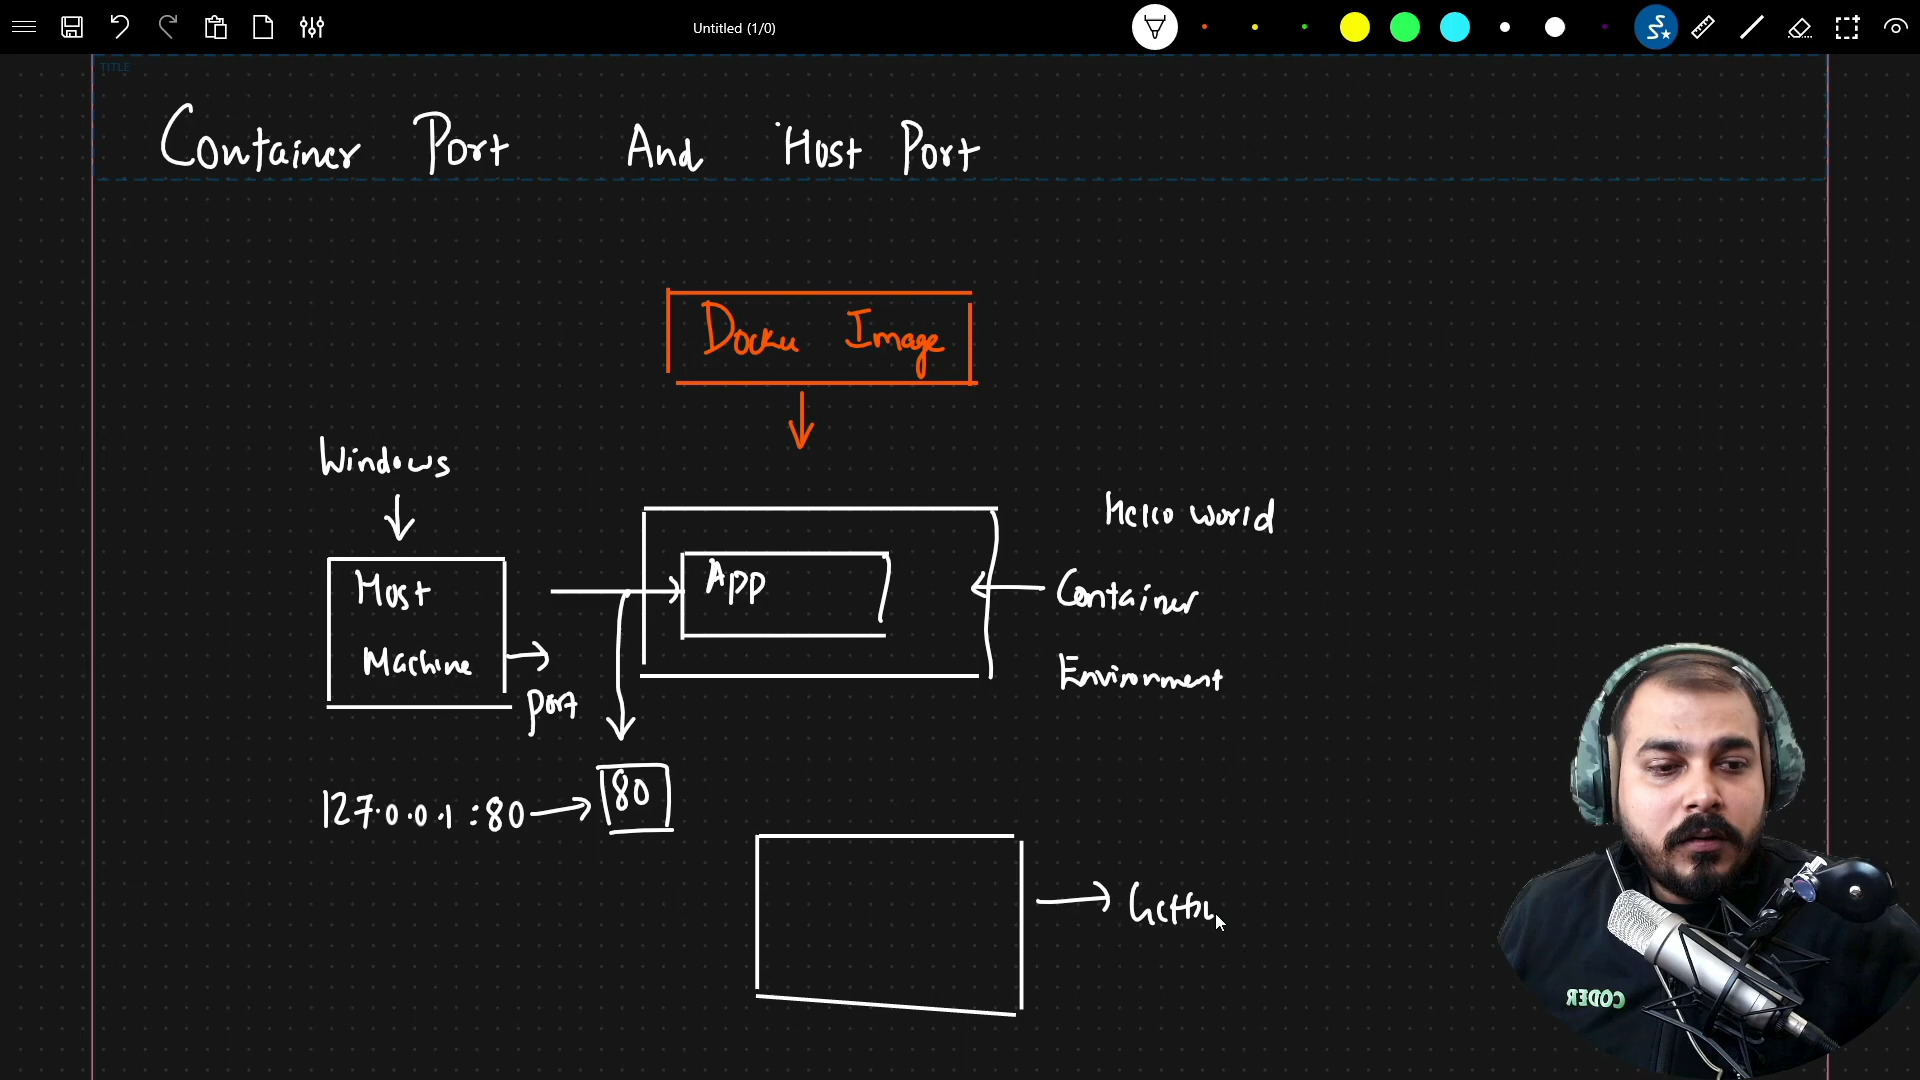 Untitled (1/0)
TITLE
Container Port And Host Port
Docker Image
Windows
Hello World
Host
Machine
App
Container
Environment
port
127.0.0.1 :80
80
CODER